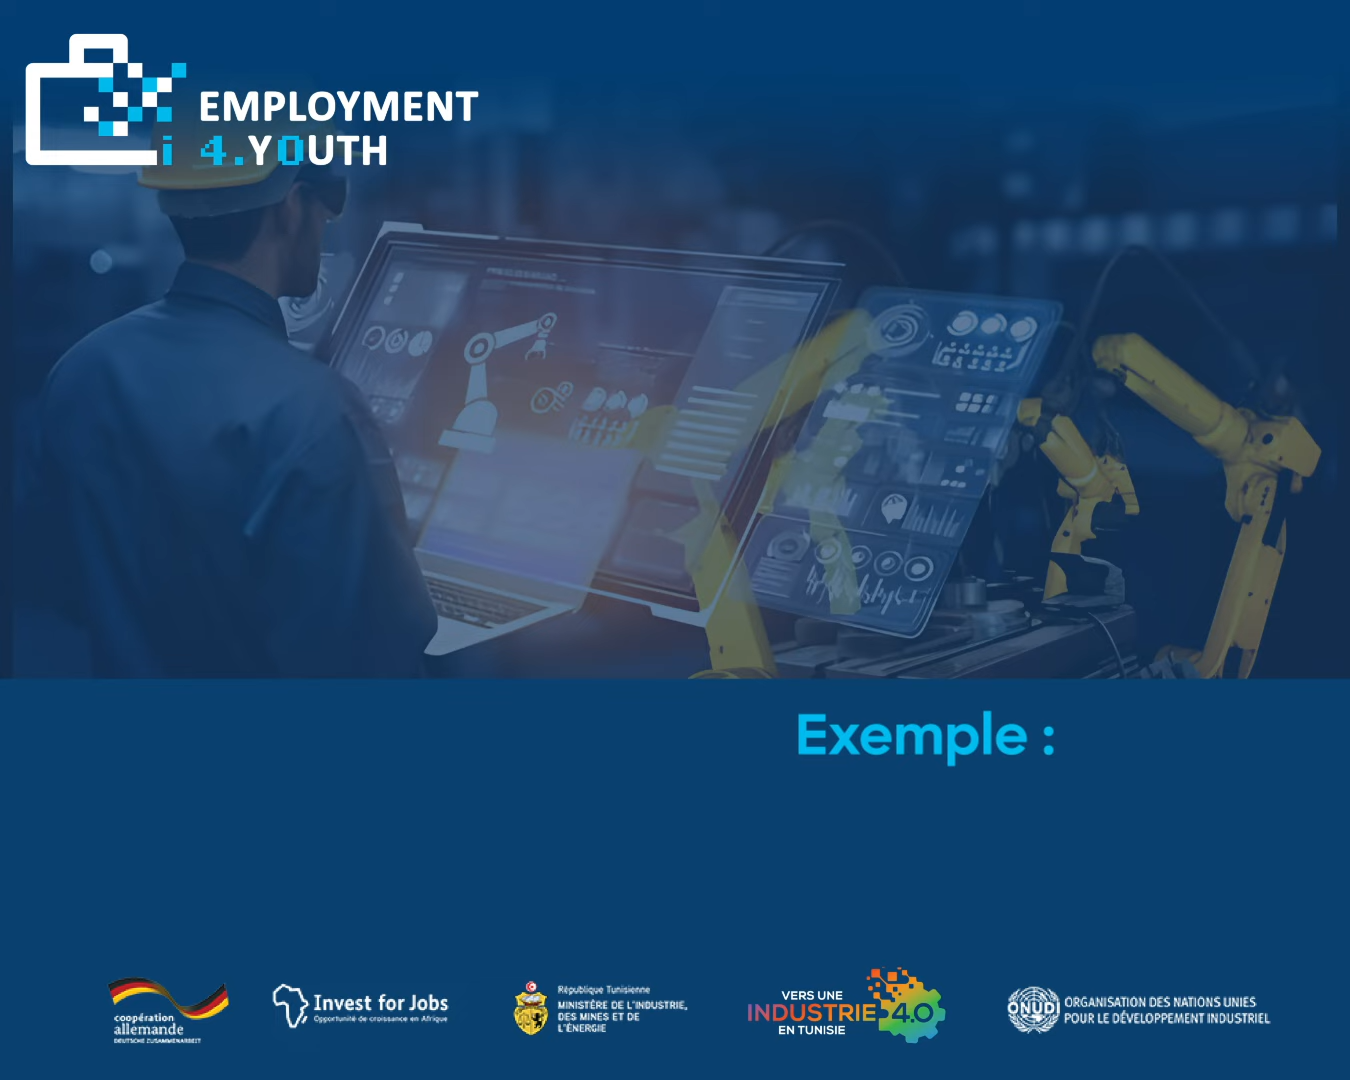 EMPLOYMENT
i 4.YOUTH
Exemple :
coopération
allemande
DEUTSCHE ZUSAMMENARBEIT
Invest for Jobs
Opportunité de croissance en Afrique
République Tunisienne
MINISTÈRE DE L'INDUSTRIE,
DES MINES ET DE
L'ÉNERGIE
VERS UNE
INDUSTRIE 4.0
EN TUNISIE
ONUDI
ORGANISATION DES NATIONS UNIES
POUR LE DÉVELOPPEMENT INDUSTRIEL